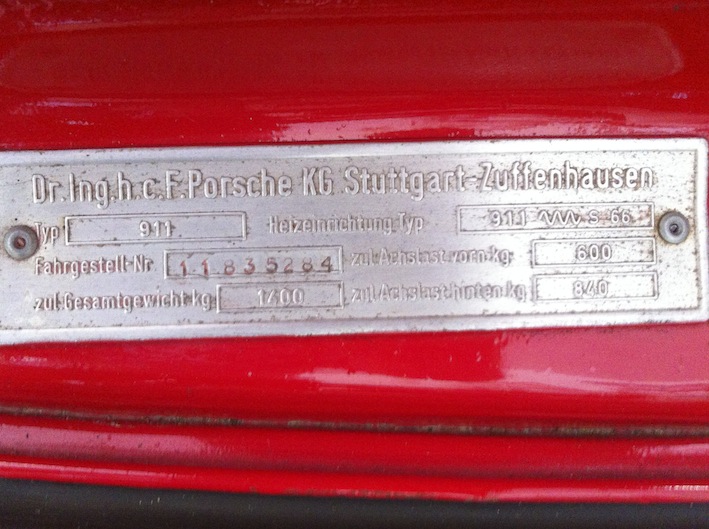 Dr.Ing.h.c.F.Porsche KG. Stuttgart-Zuffenhausen
Typ 911 Heizeinrichtung Typ 911 S 66
Fahrgestell-Nr. 11835284 zul.Achslast.vorn kg 600
zul.Gesamtgewicht.kg 1400 zul.Achslast.hinten kg 840